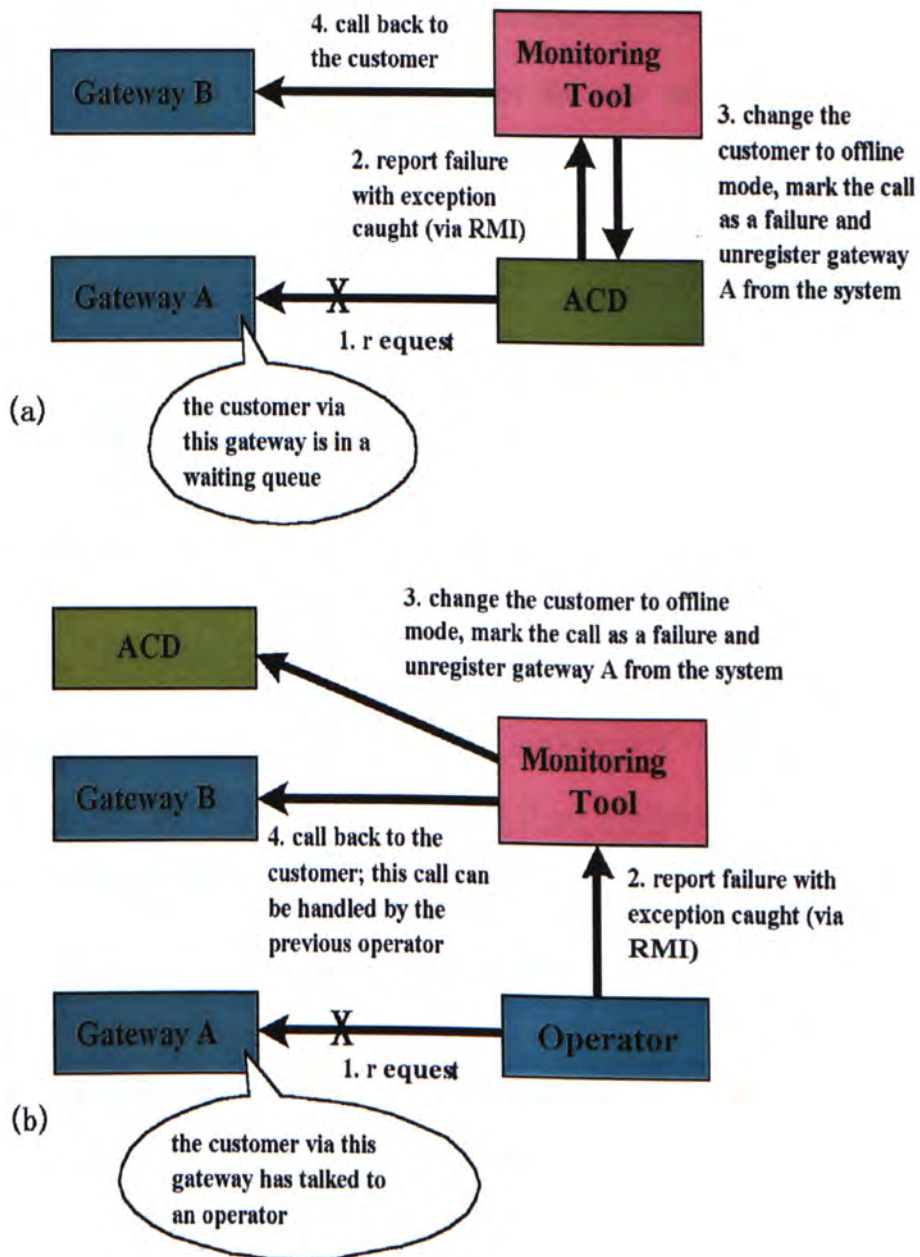 4. call back to
the customer
Monitoring
Tool
Gateway B
3. change the
customer to offline
mode, mark the call
as a failure and
unregister gateway
A from the system
2. report failure
with exception
caught (via RMI)
Gateway A
X
ACD
1. r equest
the customer via
this gateway is in a
waiting queue
(a)
3. change the customer to offline
mode, mark the call as a failure and
unregister gateway A from the system
ACD
Monitoring
Tool
Gateway B
4. call back to the
customer; this call can
be handled by the
previous operator
2. report failure with
exception caught (via
RMI)
Gateway A
X
Operator
1. r equest
the customer via this
gateway has talked to
an operator
(b)